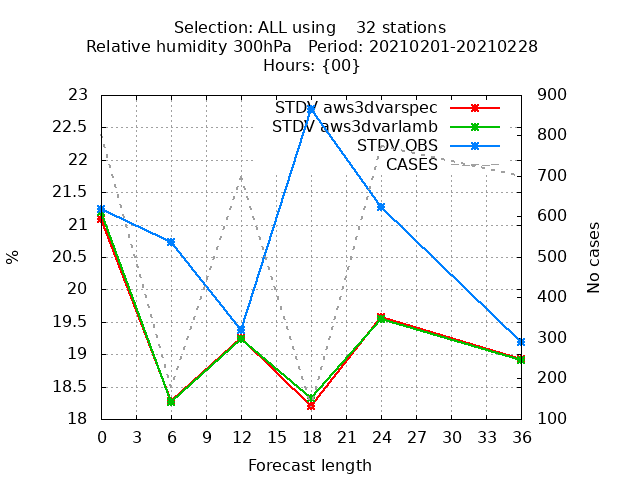 Selection: ALL using    32 stations
Relative humidity 300hPa   Period: 20210201-20210228
Hours: {00}
STDV aws3dvarspec
STDV aws3dvarlamb
STDV OBS
CASES
23
22.5
22
21.5
21
20.5
20
19.5
19
18.5
18
%
900
800
700
600
500
400
300
200
100
No cases
0 3 6 9 12 15 18 21 24 27 30 33 36
Forecast length